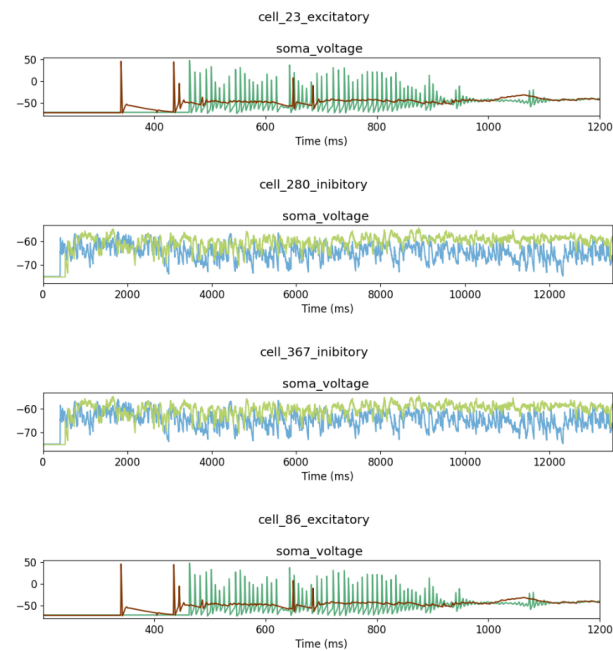 cell_23_excitatory
soma_voltage
50
0
−50
400 600 800 1000 1200
Time (ms)
cell_280_inibitory
soma_voltage
−60
−70
0 2000 4000 6000 8000 10000 12000
Time (ms)
cell_367_inibitory
soma_voltage
−60
−70
0 2000 4000 6000 8000 10000 12000
Time (ms)
cell_86_excitatory
soma_voltage
50
0
−50
400 600 800 1000 1200
Time (ms)